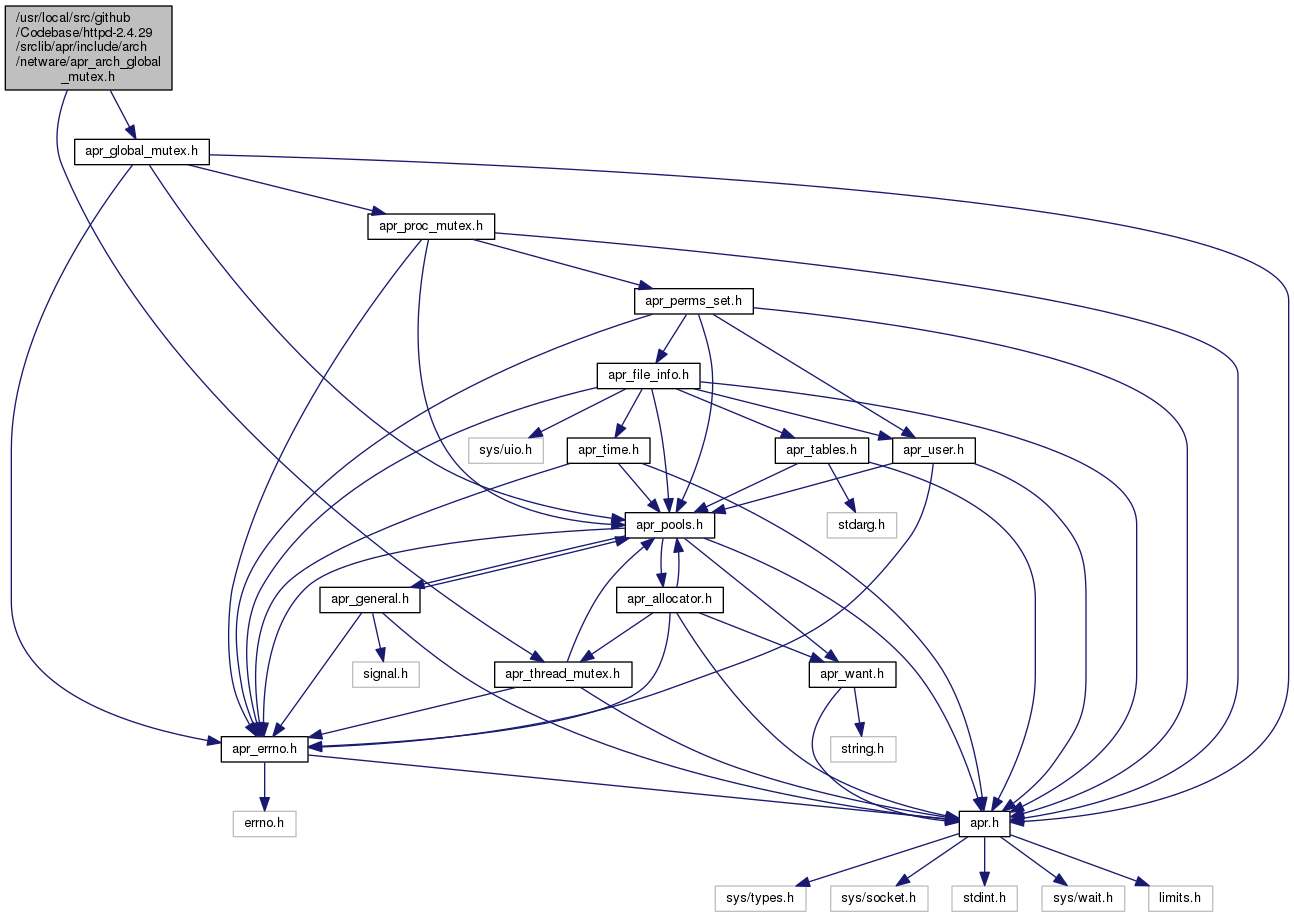 /usr/local/src/github
/Codebase/httpd-2.4.29
/srclib/apr/include/arch
/netware/apr_arch_global
_mutex.h
apr_global_mutex.h
apr_proc_mutex.h
apr_perms_set.h
apr_file_info.h
sys/uio.h
apr_time.h
apr_tables.h
apr_user.h
apr_pools.h
stdarg.h
apr_general.h
apr_allocator.h
signal.h
apr_thread_mutex.h
apr_want.h
apr_errno.h
string.h
errno.h
apr.h
sys/types.h
sys/socket.h
stdint.h
sys/wait.h
limits.h